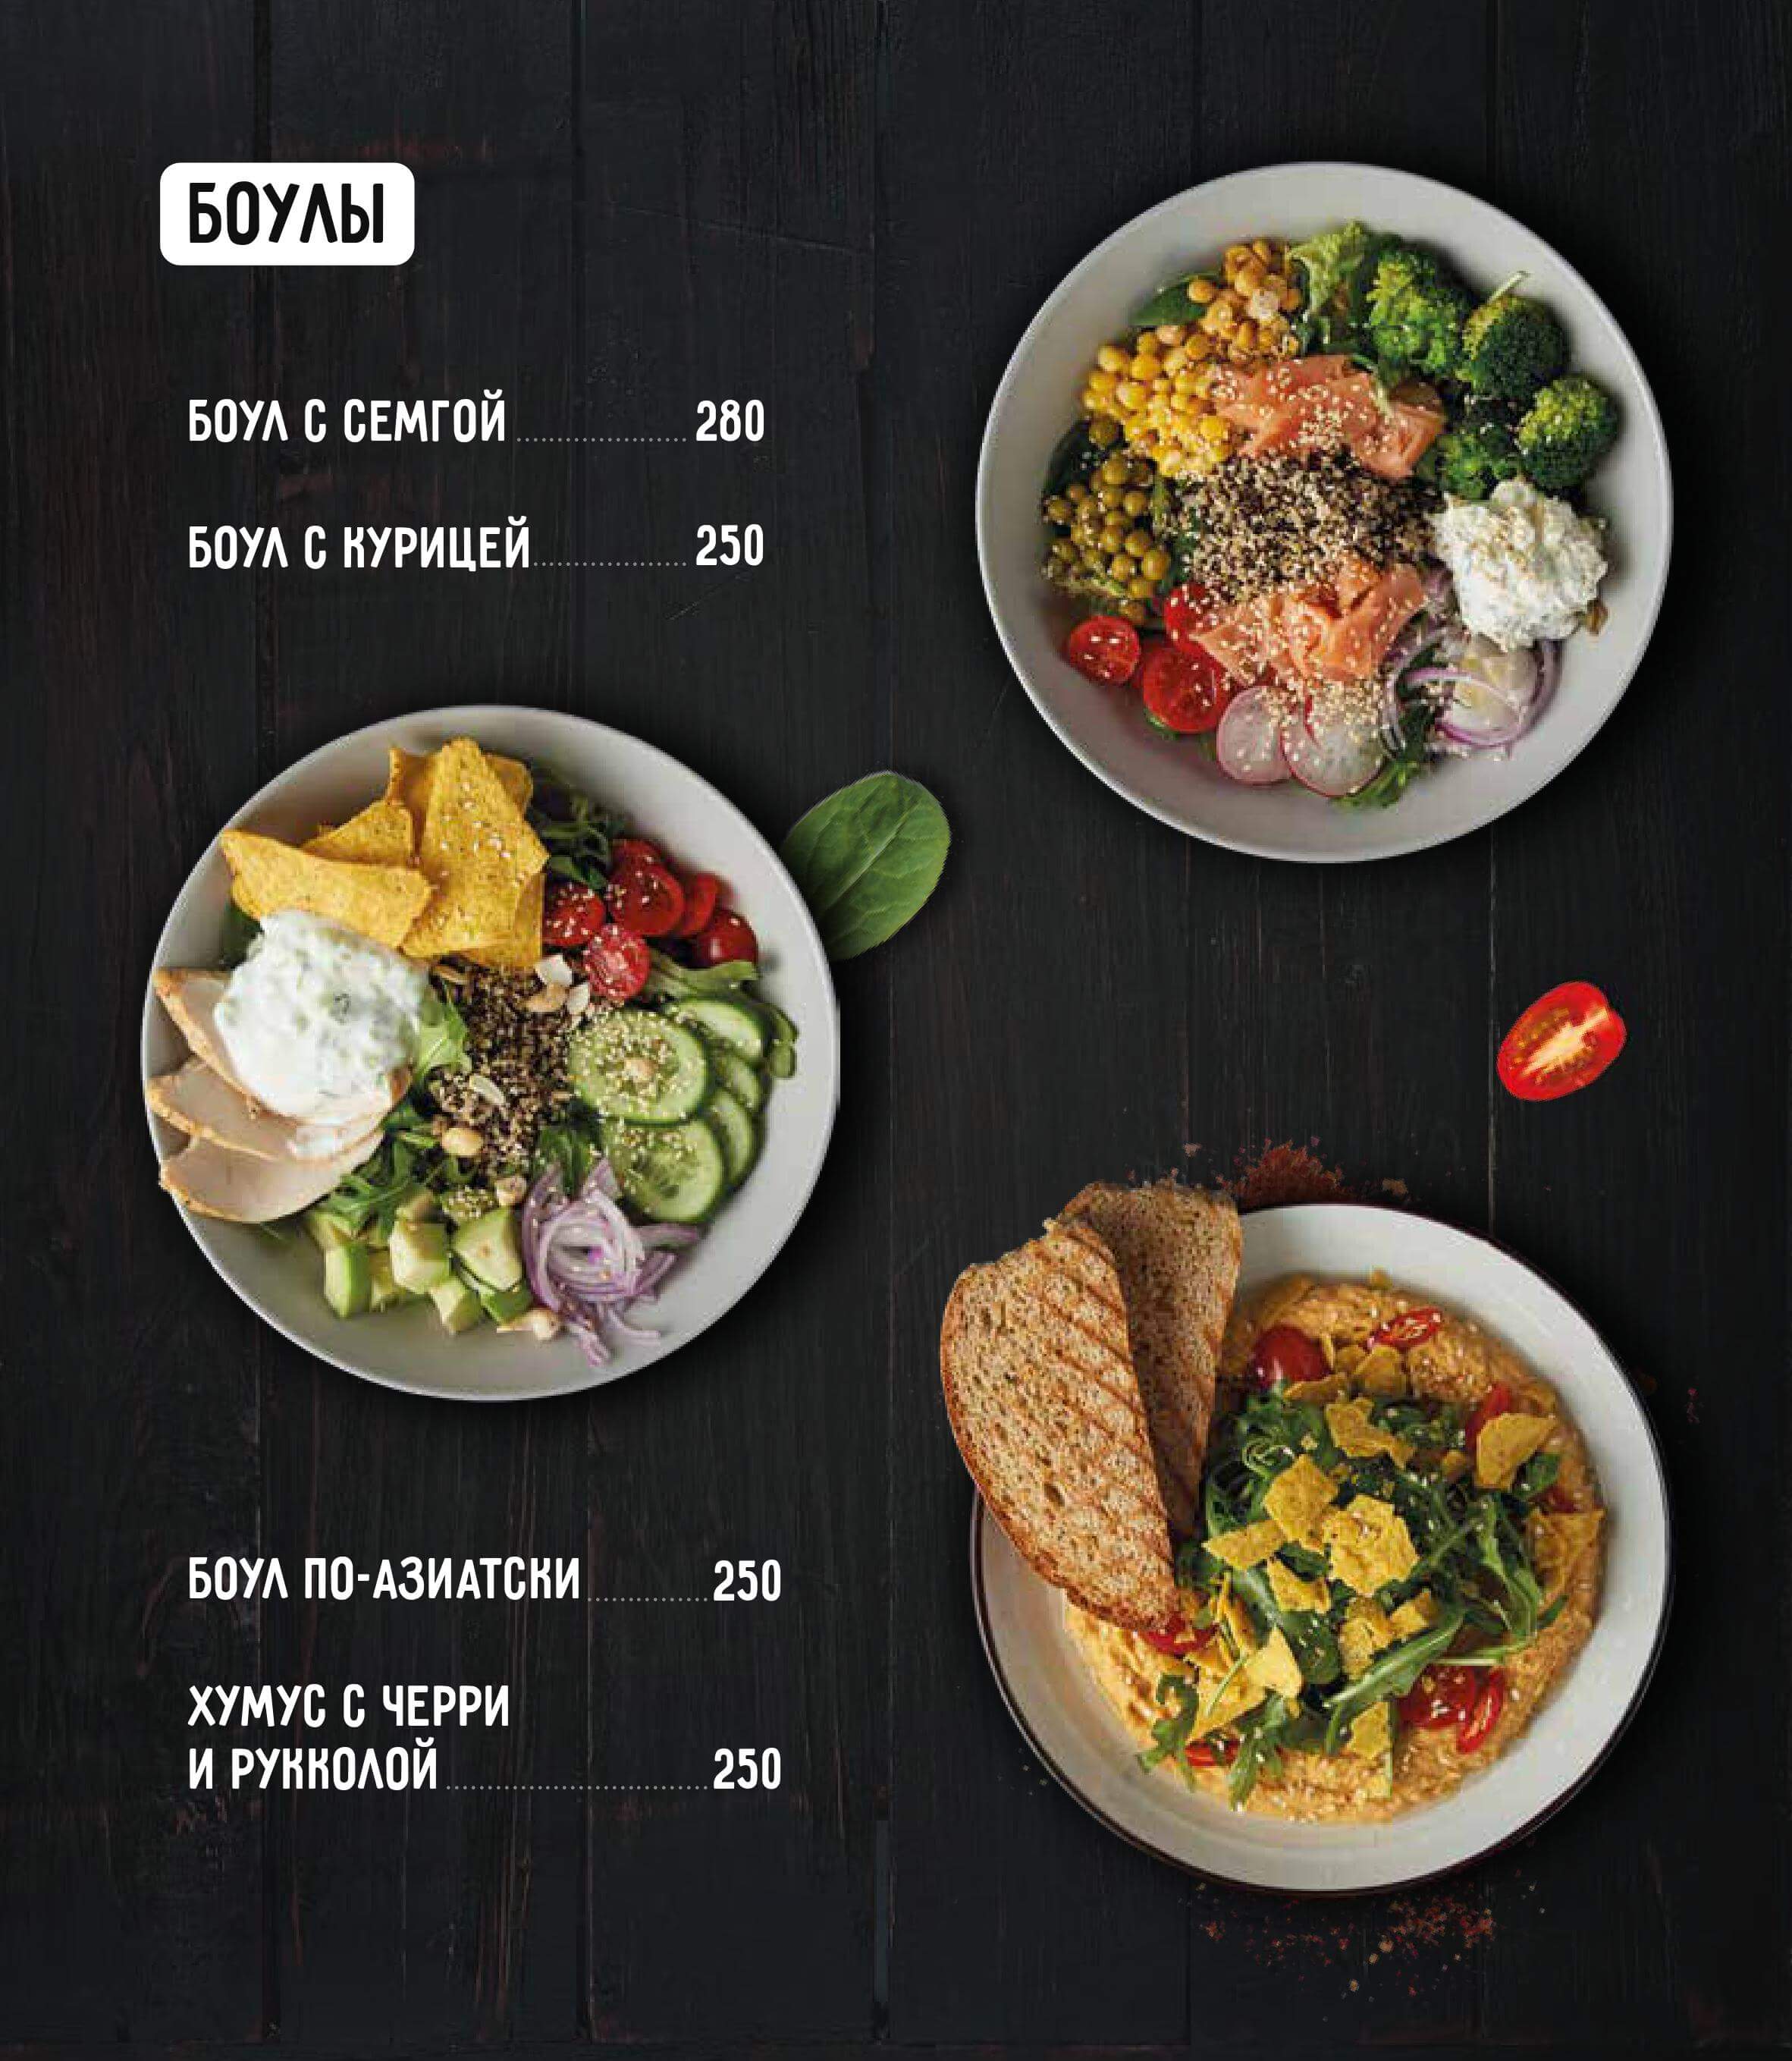 БОУЛЫ
БОУЛ С СЕМГОЙ 280
БОУЛ С КУРИЦЕЙ 250
БОУЛ ПО-АЗИАТСКИ 250
ХУМУС С ЧЕРРИ
И РУККОЛОЙ 250